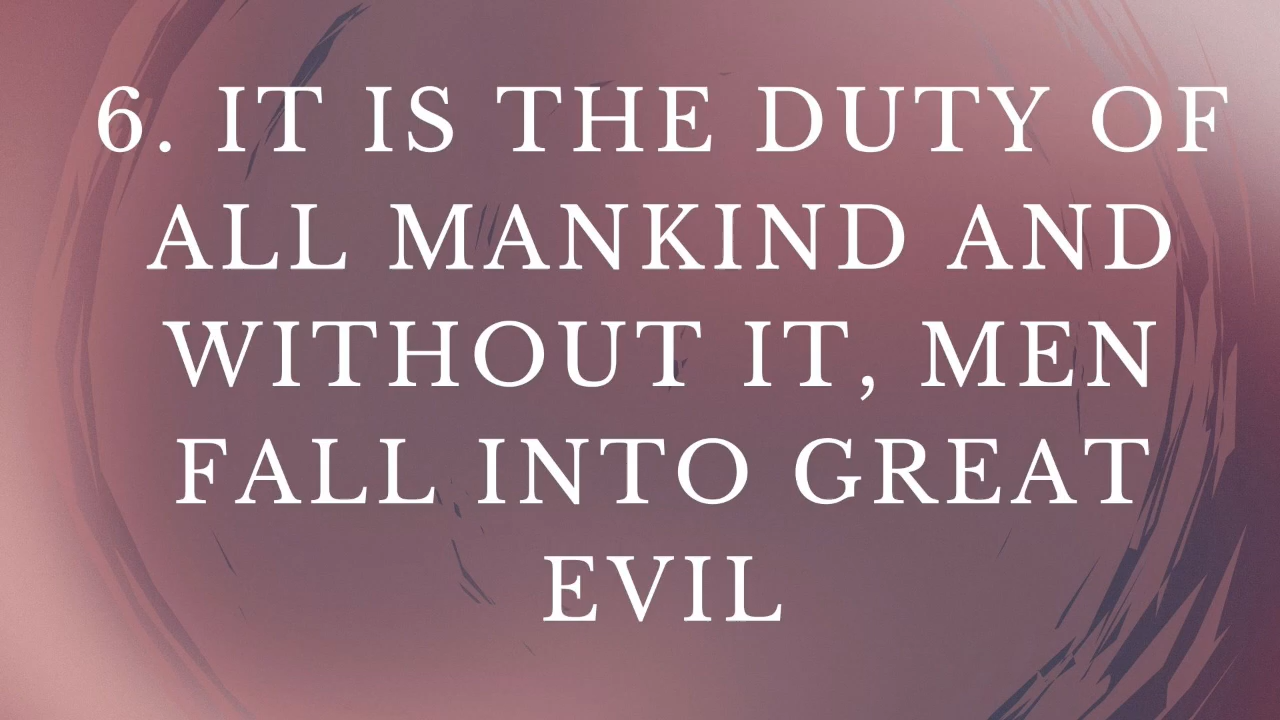 6. IT IS THE DUTY OF
ALL MANKIND AND
WITHOUT IT, MEN
FALL INTO GREAT
EVIL